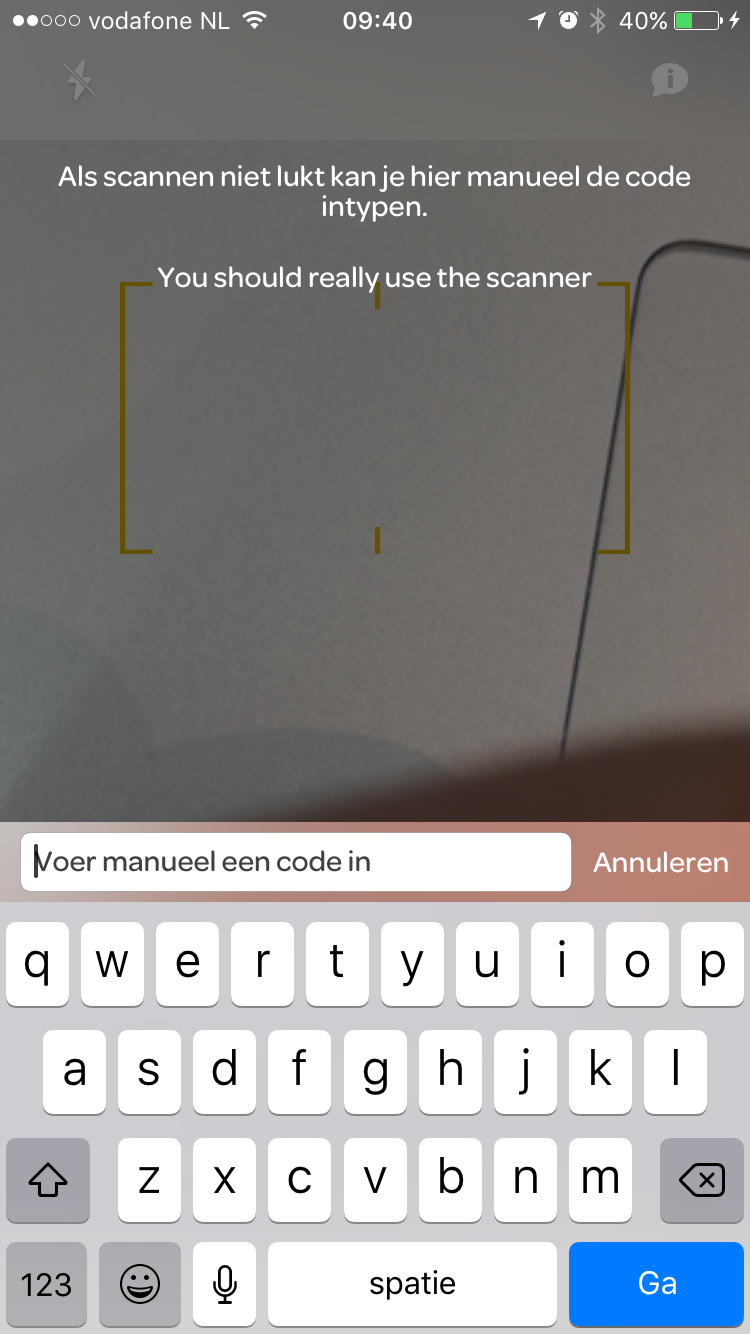 vodafone NL 09:40 40%
Als scannen niet lukt kan je hier manueel de code
intypen.
You should really use the scanner
Voer manueel een code in Annuleren
q w e r t y u i o p
a s d f g h j k l
z x c v b n m
123 spatie Ga